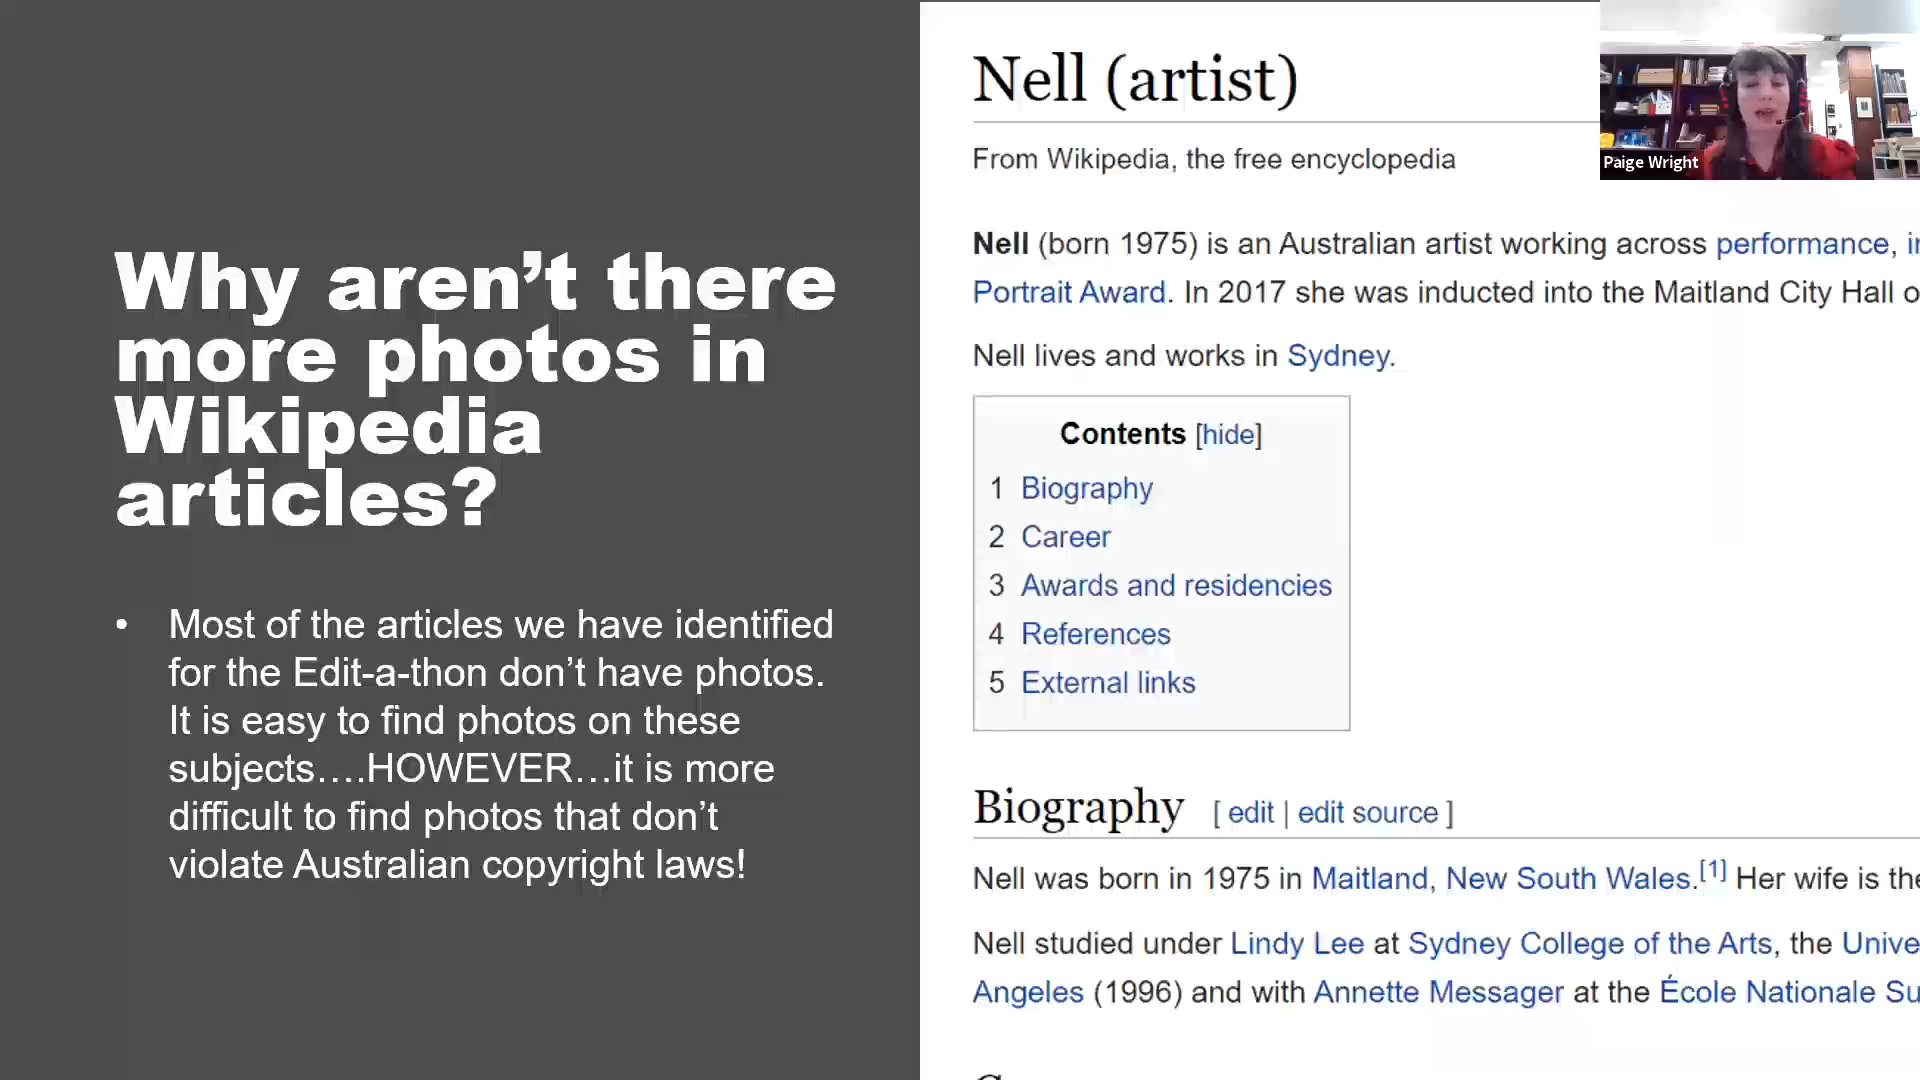 Why aren’t there
more photos in
Wikipedia
articles?
• Most of the articles we have identified
for the Edit-a-thon don’t have photos.
It is easy to find photos on these
subjects….HOWEVER…it is more
difficult to find photos that don’t
violate Australian copyright laws!
Nell (artist)
From Wikipedia, the free encyclopedia
Nell (born 1975) is an Australian artist working across performance,
Portrait Award. In 2017 she was inducted into the Maitland City Hall
Nell lives and works in Sydney.
Contents [hide]
1 Biography
2 Career
3 Awards and residencies
4 References
5 External links
Biography [ edit | edit source ]
Nell was born in 1975 in Maitland, New South Wales.[1] Her wife is
Nell studied under Lindy Lee at Sydney College of the Arts, the
Angeles (1996) and with Annette Messager at the École Nationale
Paige Wright